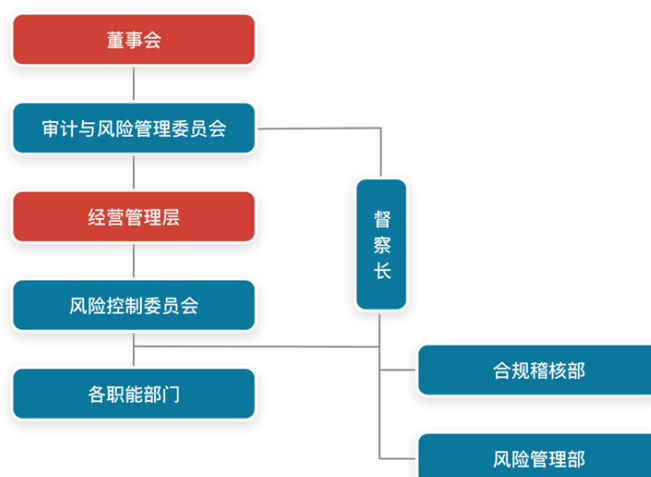 董事会
审计与风险管理委员会
经营管理层
督察长
风险控制委员会
各职能部门
合规稽核部
风险管理部